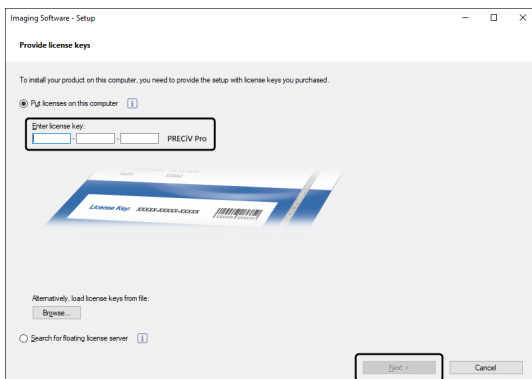 Imaging Software - Setup
Provide license keys
To install your product on this computer, you need to provide the setup with license keys you purchased.
Put licenses on this computer i
Enter license key:
- - PRECiV Pro
License Key: XXXXX-XXXXX-XXXXX
Alternatively, load license keys from file:
Browse...
Search for floating license server i
Next > Cancel